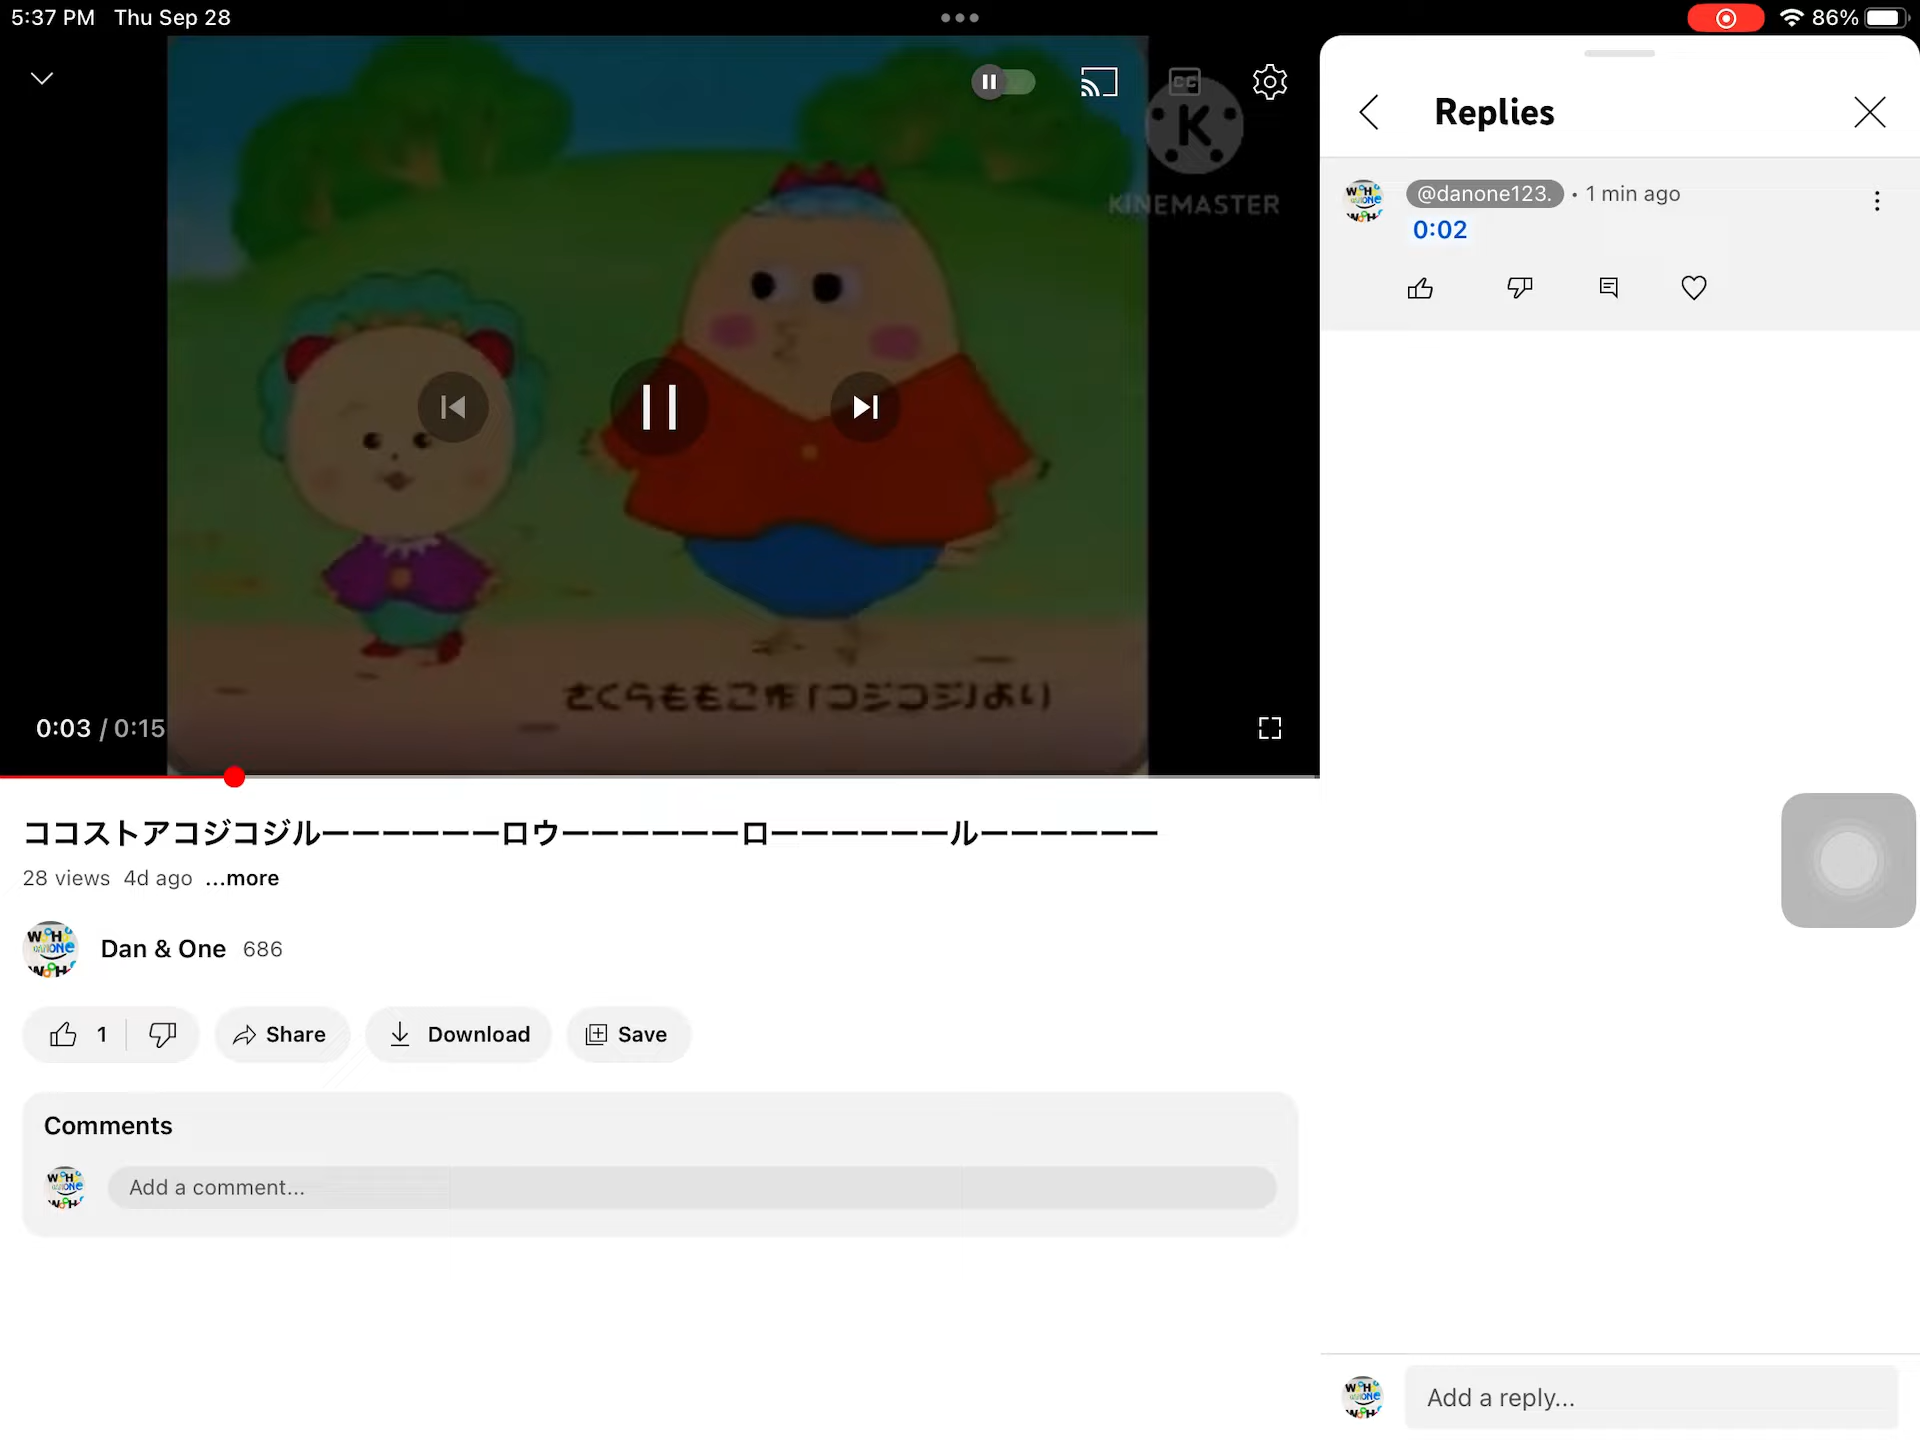 5:37 PM Thu Sep 28
86%
CC
K
KINEMASTER
さくらももこ作「コジコジ」より
0:03 / 0:15
ココストアコジコジルーーーーーーロウーーーーーーローーーーーールーーーーーー
28 views 4d ago ...more
Dan & One 686
1
Share
Download
Save
Comments
Add a comment...
Replies
@danone123. • 1 min ago
0:02
Add a reply...